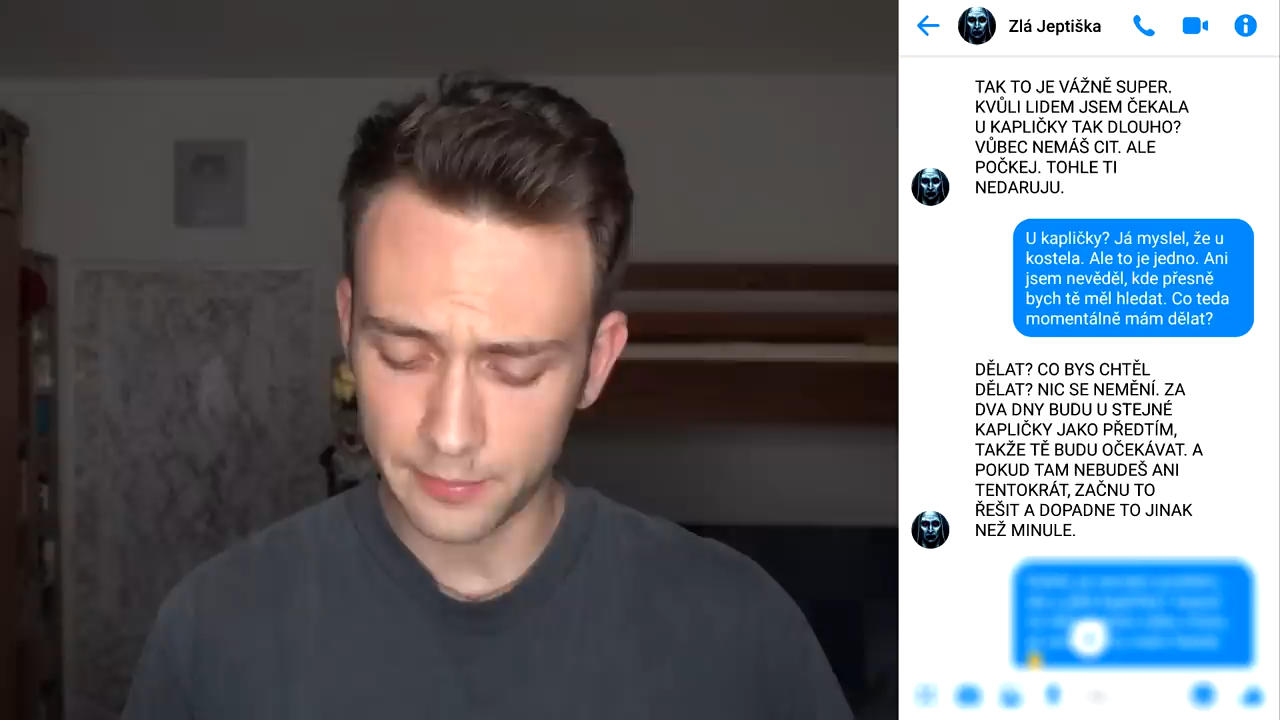 Zlá Jeptiška
TAK TO JE VÁŽNĚ SUPER.
KVŮLI LIDEM JSEM ČEKALA
U KAPLIČKY TAK DLOUHO?
VŮBEC NEMÁŠ CIT. ALE
POČKEJ. TOHLE TI
NEDARUJU.
U kapličky? Já myslel, že u
kostela. Ale to je jedno. Ani
jsem nevěděl, kde přesně
bych tě měl hledat. Co teda
momentálně mám dělat?
DĚLAT? CO BYS CHTĚL
DĚLAT? NIC SE NEMĚNÍ. ZA
DVA DNY BUDU U STEJNÉ
KAPLIČKY JAKO PŘEDTÍM,
TAKŽE TĚ BUDU OČEKÁVAT. A
POKUD TAM NEBUDEŠ ANI
TENTOKRÁT, ZAČNU TO
ŘEŠIT A DOPADNE TO JINAK
NEŽ MINULE.